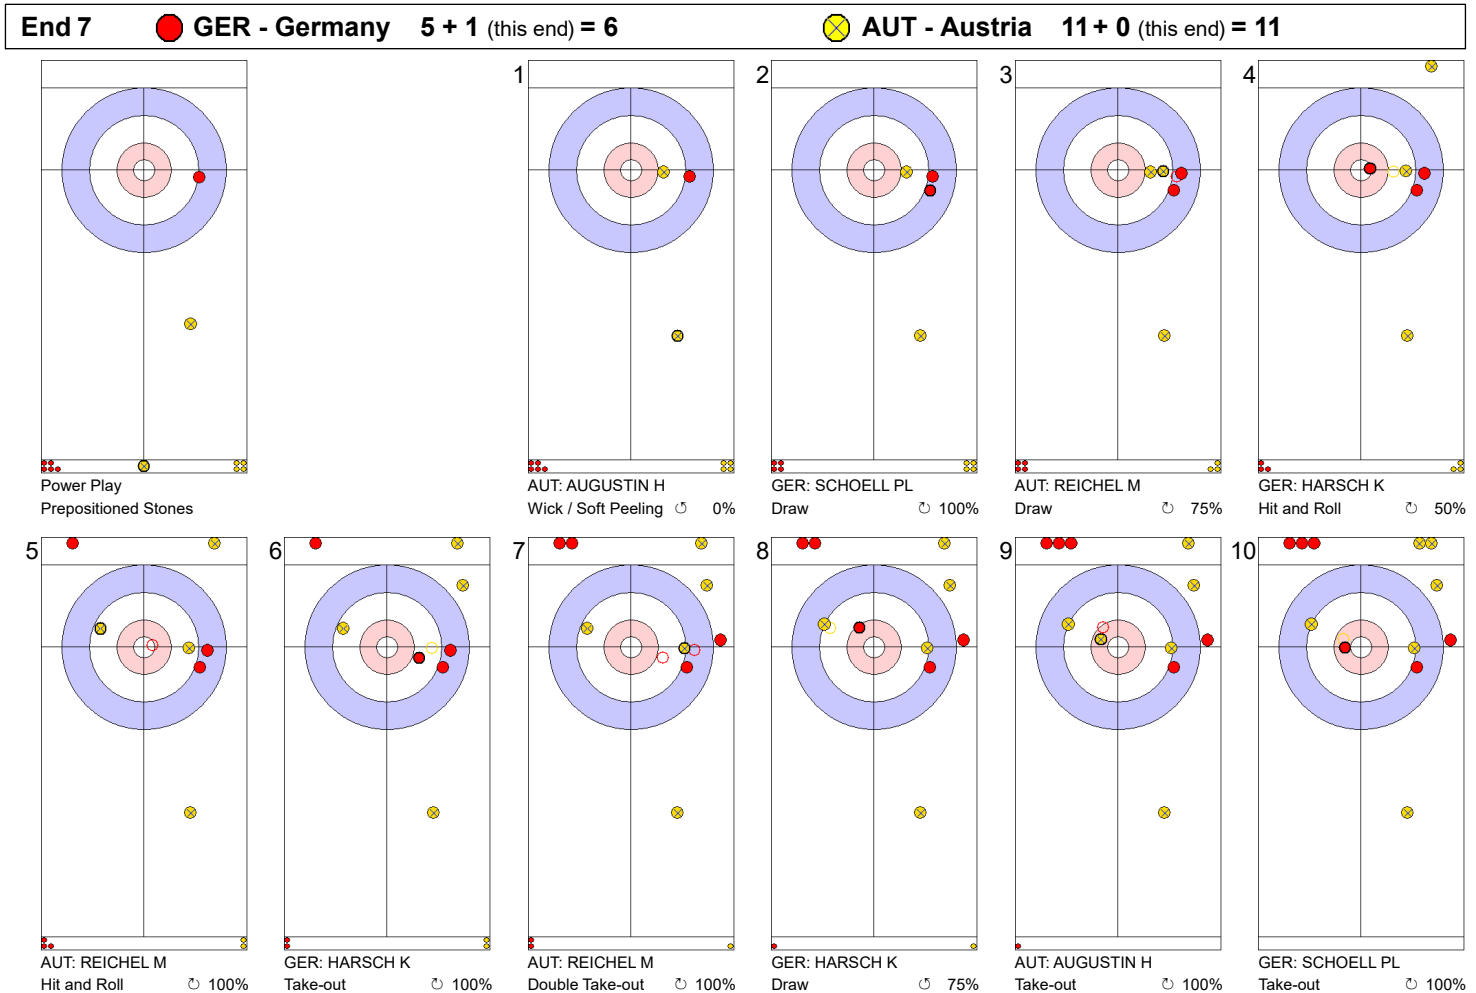 End 7 GER - Germany 5 + 1 (this end) = 6 AUT - Austria 11 + 0 (this end) = 11
1 2 3 4
Power Play
Prepositioned Stones
AUT: AUGUSTIN H
Wick / Soft Peeling ↺ 0%
GER: SCHOELL PL
Draw ↻ 100%
AUT: REICHEL M
Draw ↻ 75%
GER: HARSCH K
Hit and Roll ↻ 50%
5 6 7 8 9 10
AUT: REICHEL M
Hit and Roll ↻ 100%
GER: HARSCH K
Take-out ↻ 100%
AUT: REICHEL M
Double Take-out ↻ 100%
GER: HARSCH K
Draw ↺ 75%
AUT: AUGUSTIN H
Take-out ↻ 100%
GER: SCHOELL PL
Take-out ↻ 100%